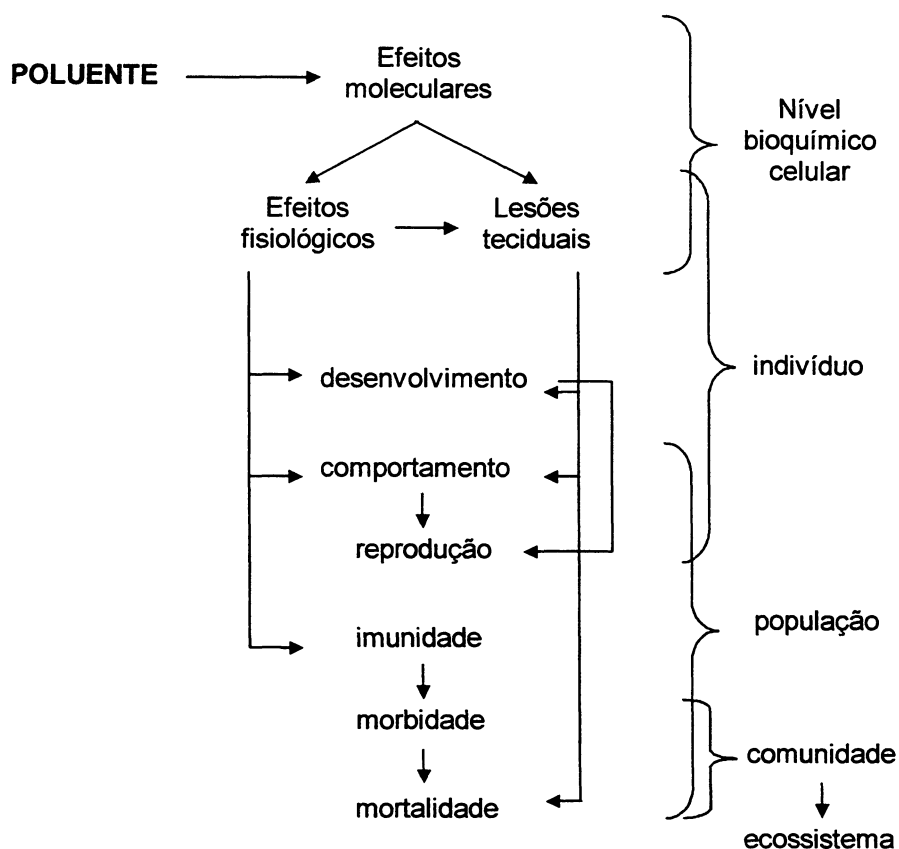 POLUENTE
Efeitos
moleculares
Nível
bioquímico
celular
Efeitos
fisiológicos
Lesões
teciduais
desenvolvimento
indivíduo
comportamento
reprodução
imunidade
população
morbidade
comunidade
mortalidade
ecossistema